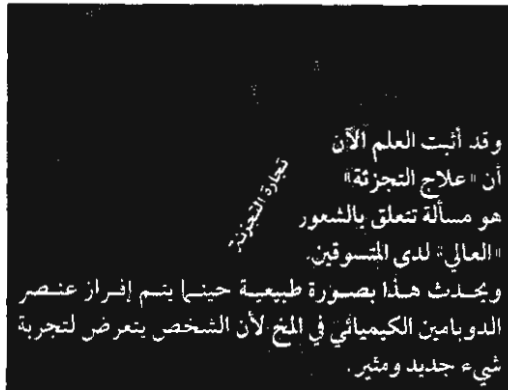 وقد أثبت العلم الآن
أن «علاج التجزئة»
هو مسألة تتعلق بالشعور
«العالي» لدى المتسوقين.
ويحدث هذا بصورة طبيعية حينما يتم إفراز عنصر
الدوبامين الكيميائي في المخ لأن الشخص يتعرض لتجربة
شيء جديد ومثير.
تجارة التجزئة